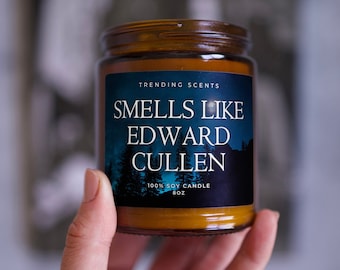 TRENDING SCENTS
SMELLS LIKE
EDWARD
CULLEN
100% SOY CANDLE
8OZ